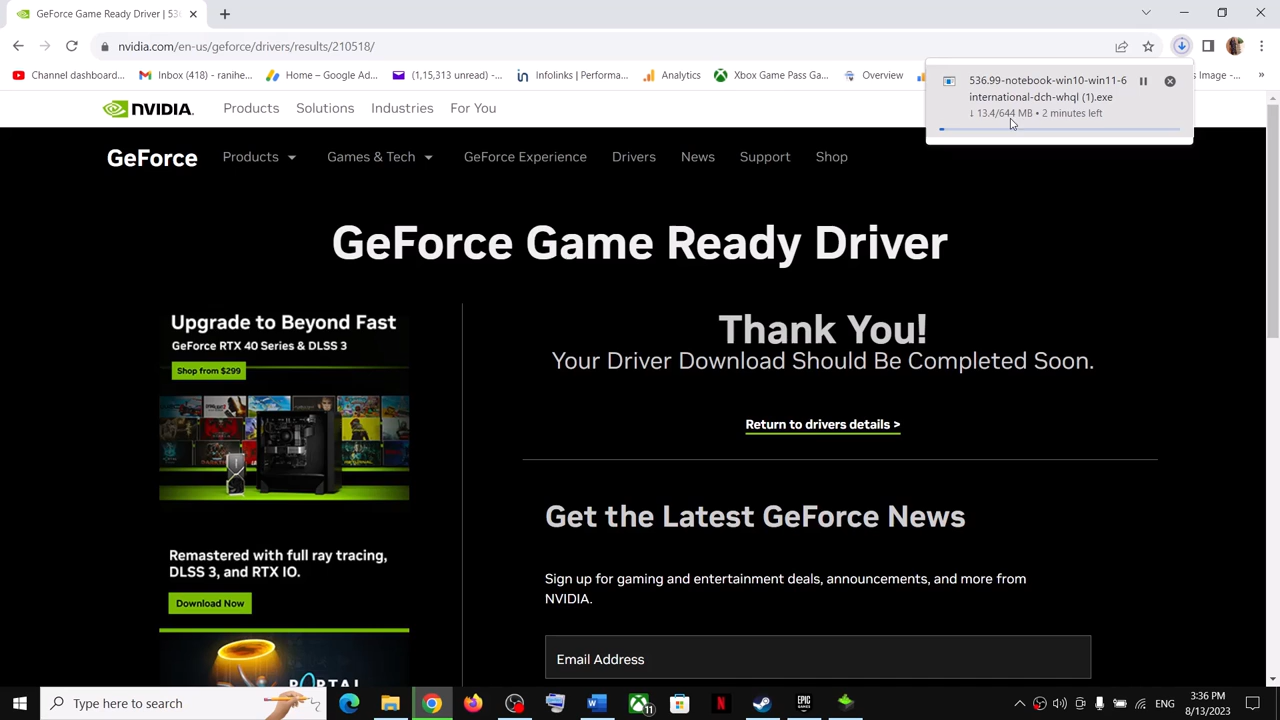 GeForce Game Ready Driver | 536
nvidia.com/en-us/geforce/drivers/results/210518/
Channel dashboard...
Inbox (418) - ranihe...
Home – Google Ad...
(1,15,313 unread) -...
Infolinks | Performa...
Analytics
Xbox Game Pass Ga...
Overview
Image -...
536.99-notebook-win10-win11-6
international-dch-whql (1).exe
↓ 13.4/644 MB • 2 minutes left
NVIDIA.
Products
Solutions
Industries
For You
GeForce
Products
Games & Tech
GeForce Experience
Drivers
News
Support
Shop
GeForce Game Ready Driver
Upgrade to Beyond Fast
GeForce RTX 40 Series & DLSS 3
Shop from $299
Thank You!
Your Driver Download Should Be Completed Soon.
Return to drivers details >
Get the Latest GeForce News
Remastered with full ray tracing,
DLSS 3, and RTX IO.
Download Now
Sign up for gaming and entertainment deals, announcements, and more from
NVIDIA.
Email Address
PORTAL
Type here to search
11
EPIC
GAMES
ENG
3:36 PM
8/13/2023